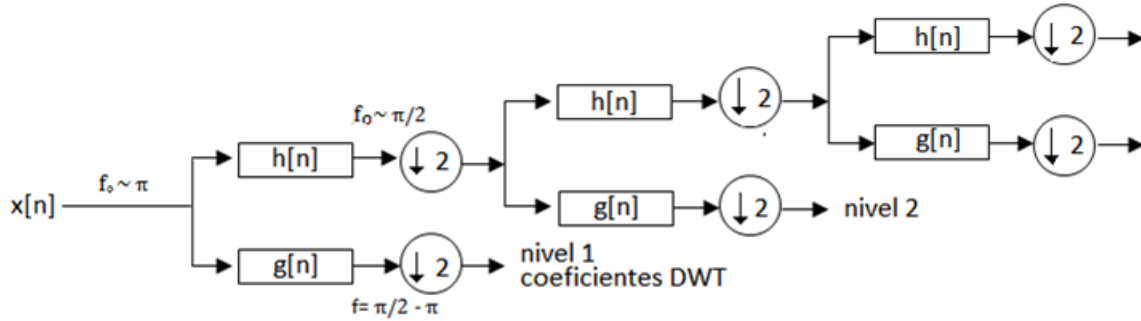 h[n] ↓ 2
f₀~ π/2 h[n] ↓ 2
g[n] ↓ 2
h[n] ↓ 2
x[n] f₀~ π
g[n] ↓ 2 nivel 2
g[n] ↓ 2 nivel 1
coeficientes DWT
f= π/2 - π